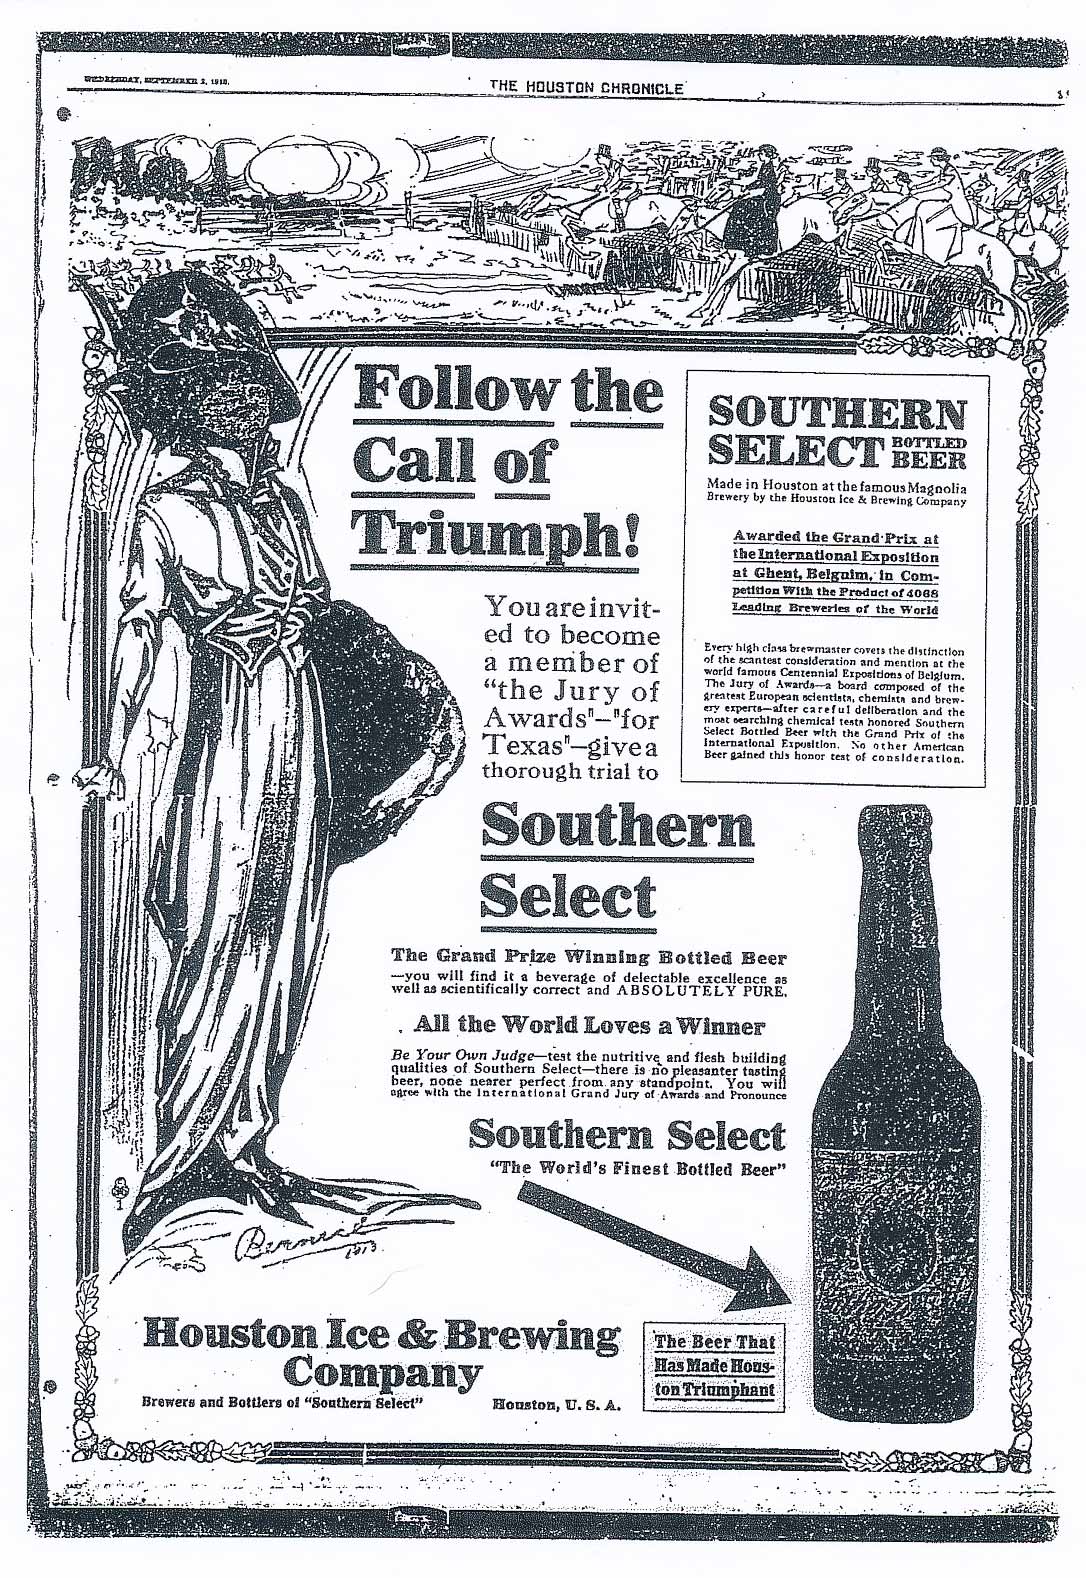 WEDNESDAY, SEPTEMBER 3, 1913.
THE HOUSTON CHRONICLE
Follow the
Call of
Triumph!
You are invit-
ed to become
a member of
“the Jury of
Awards"—"for
Texas"—give a
thorough trial to
Southern
Select
SOUTHERN
SELECT BOTTLED
BEER
Made in Houston at the famous Magnolia
Brewery by the Houston Ice & Brewing Company
Awarded the Grand Prix at
the International Exposition
at Ghent, Belguim, in Com-
petition With the Product of 4068
Leading Breweries of the World
Every high class brewmaster covets the distinction
of the scantest consideration and mention at the
world famous Centennial Expositions of Belgium.
The Jury of Awards—a board composed of the
greatest European scientists, chemists and brew-
ery experts—after careful deliberation and the
most searching chemical tests honored Southern
Select Bottled Beer with the Grand Prix of the
International Exposition. No other American
Beer gained this honor test of consideration.
The Grand Prize Winning Bottled Beer
—you will find it a beverage of delectable excellence as
well as scientifically correct and ABSOLUTELY PURE.
All the World Loves a Winner
Be Your Own Judge—test the nutritive and flesh building
qualities of Southern Select—there is no pleasanter tasting
beer, none nearer perfect from any standpoint. You will
agree with the International Grand Jury of Awards and Pronounce
Southern Select
“The World's Finest Bottled Beer”
1913
Houston Ice & Brewing
Company
Brewers and Bottlers of “Southern Select” Houston, U. S. A.
The Beer That
Has Made Hous-
ton Triumphant